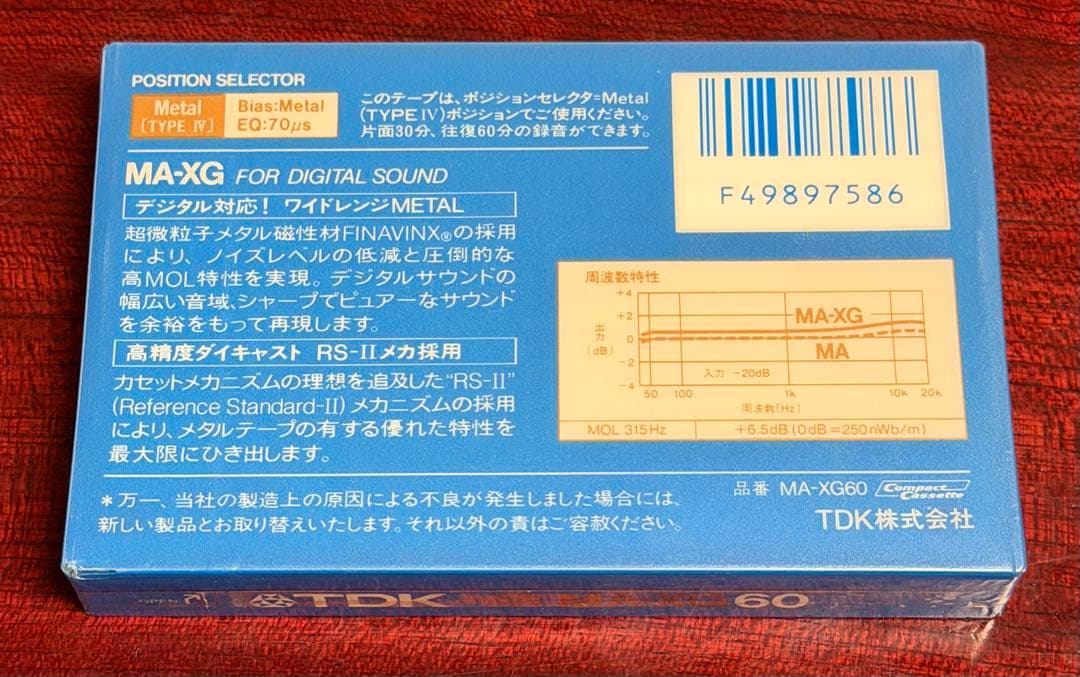 POSITION SELECTOR
Metal
(TYPE IV)
Bias:Metal
EQ:70μs
このテープは、ポジションセレクタ=Metal
(TYPE IV)ポジションでご使用ください。
片面30分、往復60分の録音ができます。
F49897586
MA-XG FOR DIGITAL SOUND
デジタル対応! ワイドレンジMETAL
超微粒子メタル磁性材FINAVINX®の採用
により、ノイズレベルの低減と圧倒的な
高MOL特性を実現。デジタルサウンドの
幅広い音域、シャープでピュアーなサウンド
を余裕をもって再現します。
高精度ダイキャスト RS-IIメカ採用
カセットメカニズムの理想を追及した“RS-II”
(Reference Standard-II)メカニズムの採用
により、メタルテープの有する優れた特性を
最大限にひき出します。
周波数特性
+4
+2
0
-2
-4
出力
(dB)
MA-XG
MA
入力 -20dB
50 100 1k 10k 20k
周波数(Hz)
MOL 315Hz +6.5dB (0dB=250nWb/m)
*万一、当社の製造上の原因による不良が発生しました場合には、
新しい製品とお取り替えいたします。それ以外の責はご容赦ください。
品番 MA-XG60 Compact Cassette
TDK株式会社
OPEN TDK 60